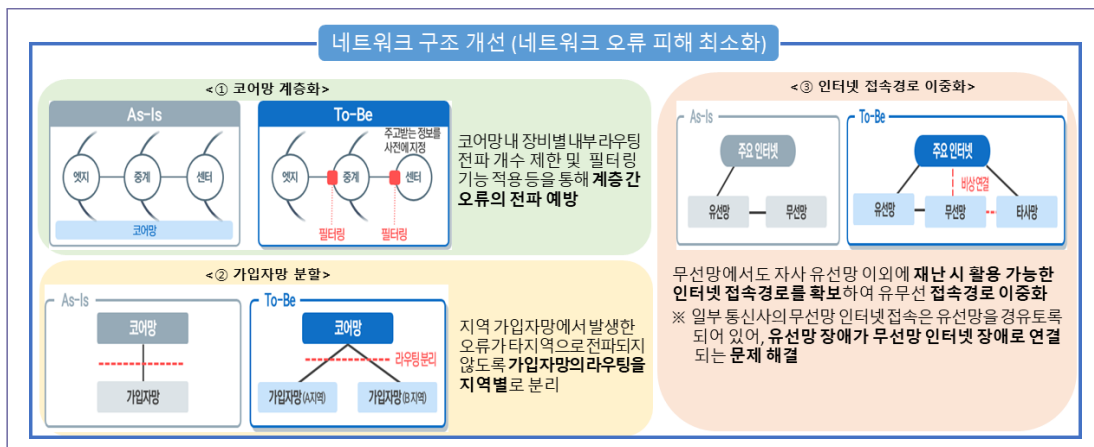 네트워크 구조 개선 (네트워크 오류 피해 최소화)
<① 코어망 계층화>
As-Is
엣지
중계
센터
코어망
To-Be
주고받는 정보를
사전에 지정
엣지
중계
센터
필터링
필터링
코어망 내 장비별 내부 라우팅
전파 개수 제한 및 필터링
기능 적용 등을 통해 계층 간
오류의 전파 예방
<② 가입자망 분할>
As-Is
코어망
가입자망
To-Be
코어망
라우팅 분리
가입자망 (A지역)
가입자망 (B지역)
지역 가입자망에서 발생한
오류가 타지역으로 전파되지
않도록 가입자망의 라우팅을
지역별로 분리
<③ 인터넷 접속경로 이중화>
As-Is
주요 인터넷
유선망
무선망
To-Be
주요 인터넷
비상 연결
유선망
무선망
타사망
무선망에서도 자사 유선망 이외에 재난 시 활용 가능한
인터넷 접속경로를 확보하여 유무선 접속경로 이중화
※ 일부 통신사의 무선망 인터넷 접속은 유선망을 경유토록
되어 있어, 유선망 장애가 무선망 인터넷 장애로 연결
되는 문제 해결